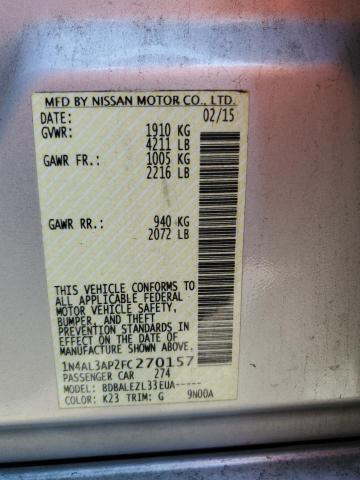 MFD BY NISSAN MOTOR CO., LTD.
DATE: 02/15
GVWR: 1910 KG
4211 LB
GAWR FR.: 1005 KG
2216 LB
GAWR RR.: 940 KG
2072 LB
THIS VEHICLE CONFORMS TO
ALL APPLICABLE FEDERAL
MOTOR VEHICLE SAFETY,
BUMPER, AND THEFT
PREVENTION STANDARDS IN
EFFECT ON THE DATE OF
MANUFACTURE SHOWN ABOVE.
1N4AL3AP2FC270157
PASSENGER CAR 274
MODEL: BDBALEZL33EUA-----
COLOR: K23 TRIM: G 9N00A